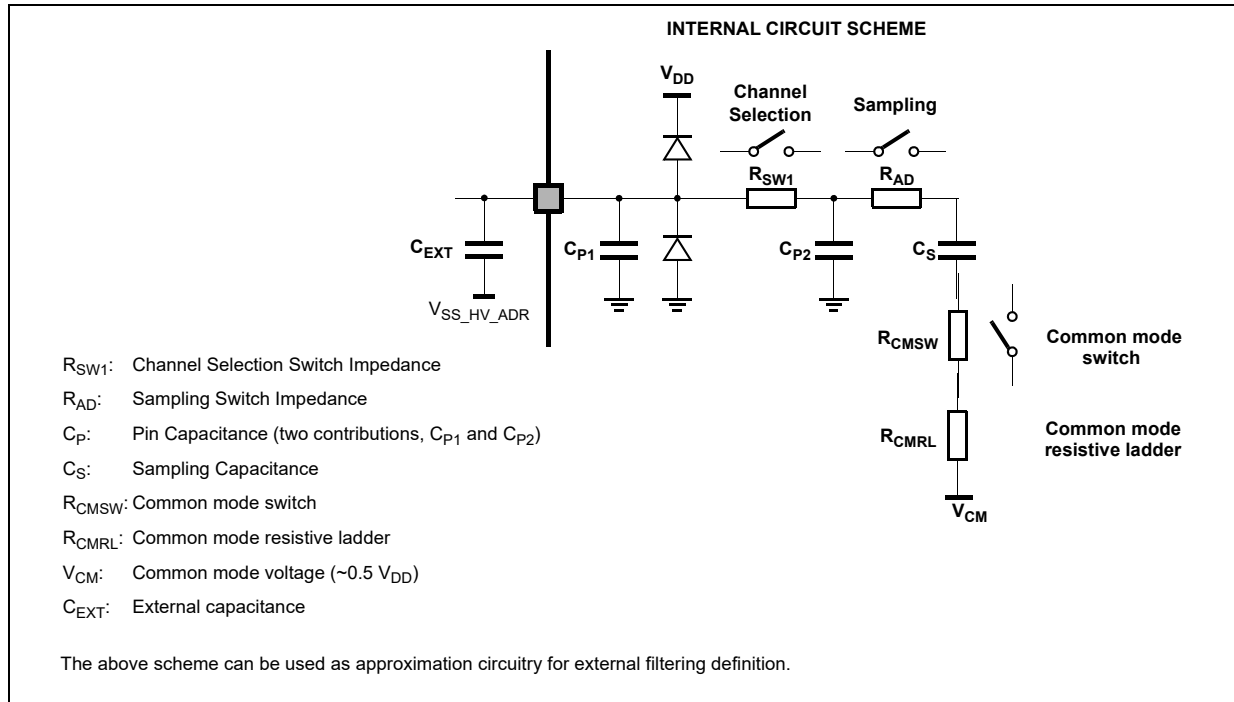 INTERNAL CIRCUIT SCHEME
VDD
Channel
Selection
Sampling
RSW1
RAD
CEXT
CP1
CP2
CS
VSS_HV_ADR
RCMSW
Common mode
switch
RCMRL
Common mode
resistive ladder
VCM
RSW1: Channel Selection Switch Impedance
RAD: Sampling Switch Impedance
CP: Pin Capacitance (two contributions, CP1 and CP2)
CS: Sampling Capacitance
RCMSW: Common mode switch
RCMRL: Common mode resistive ladder
VCM: Common mode voltage (~0.5 VDD)
CEXT: External capacitance
The above scheme can be used as approximation circuitry for external filtering definition.